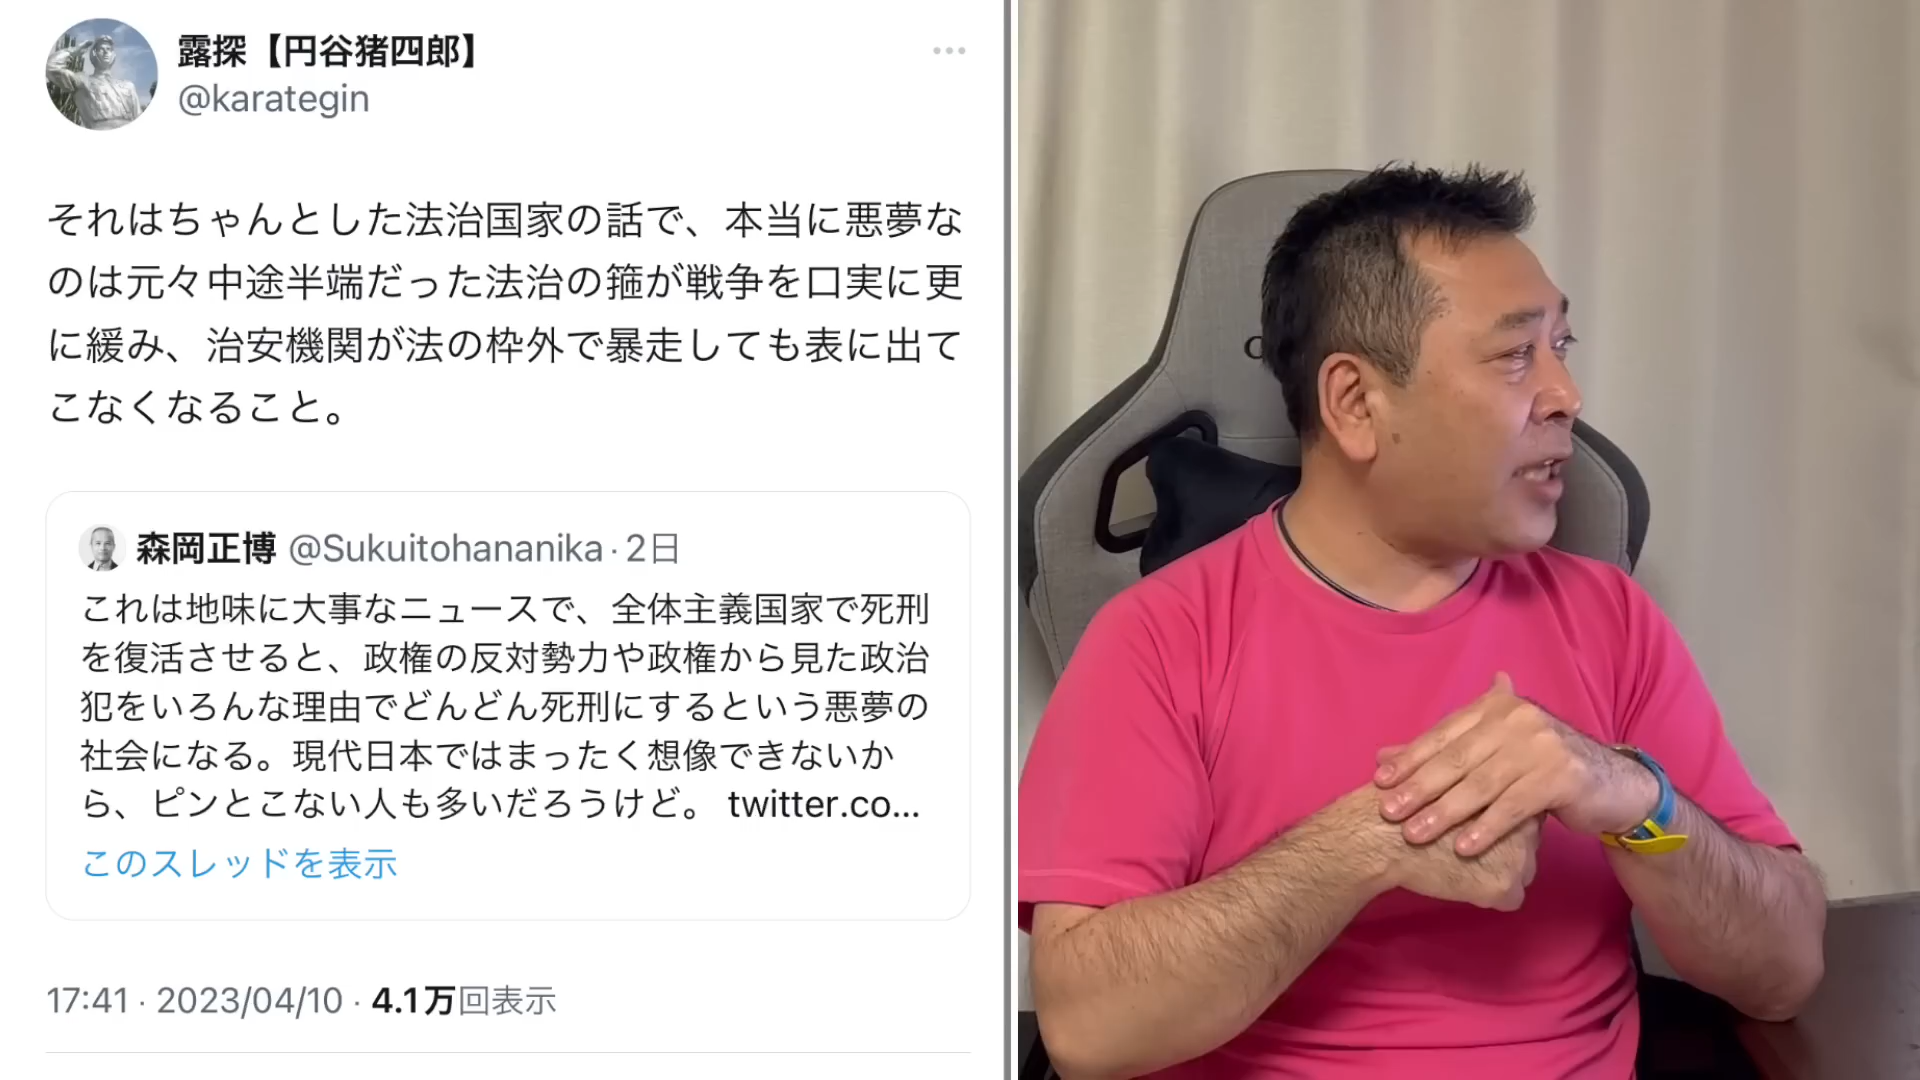 露探【円谷猪四郎】
@karategin
それはちゃんとした法治国家の話で、本当に悪夢な
のは元々中途半端だった法治の箍が戦争を口実に更
に緩み、治安機関が法の枠外で暴走しても表に出て
こなくなること。
森岡正博 @Sukuitohananika · 2日
これは地味に大事なニュースで、全体主義国家で死刑
を復活させると、政権の反対勢力や政権から見た政治
犯をいろんな理由でどんどん死刑にするという悪夢の
社会になる。現代日本ではまったく想像できないか
ら、ピンとこない人も多いだろうけど。 twitter.co...
このスレッドを表示
17:41 · 2023/04/10 · 4.1万回表示